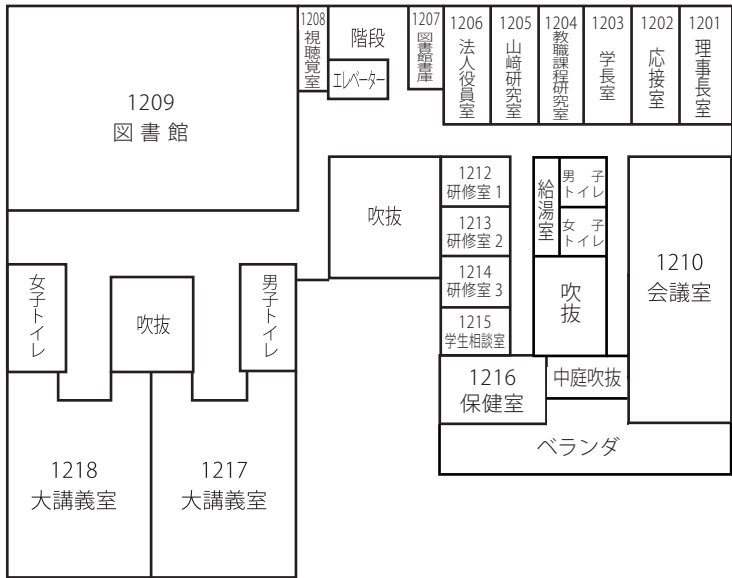 1209
図書館
1208
視聴覚室
階段
エレベーター
1207
図書館書庫
1206
法人役員室
1205
山﨑研究室
1204
教職課程研究室
1203
学長室
1202
応接室
1201
理事長室
吹抜
1212
研修室 1
1213
研修室 2
1214
研修室 3
1215
学生相談室
給湯室
男子
トイレ
女子
トイレ
吹抜
1210
会議室
女子トイレ
吹抜
男子トイレ
1216
保健室
中庭吹抜
ベランダ
1218
大講義室
1217
大講義室